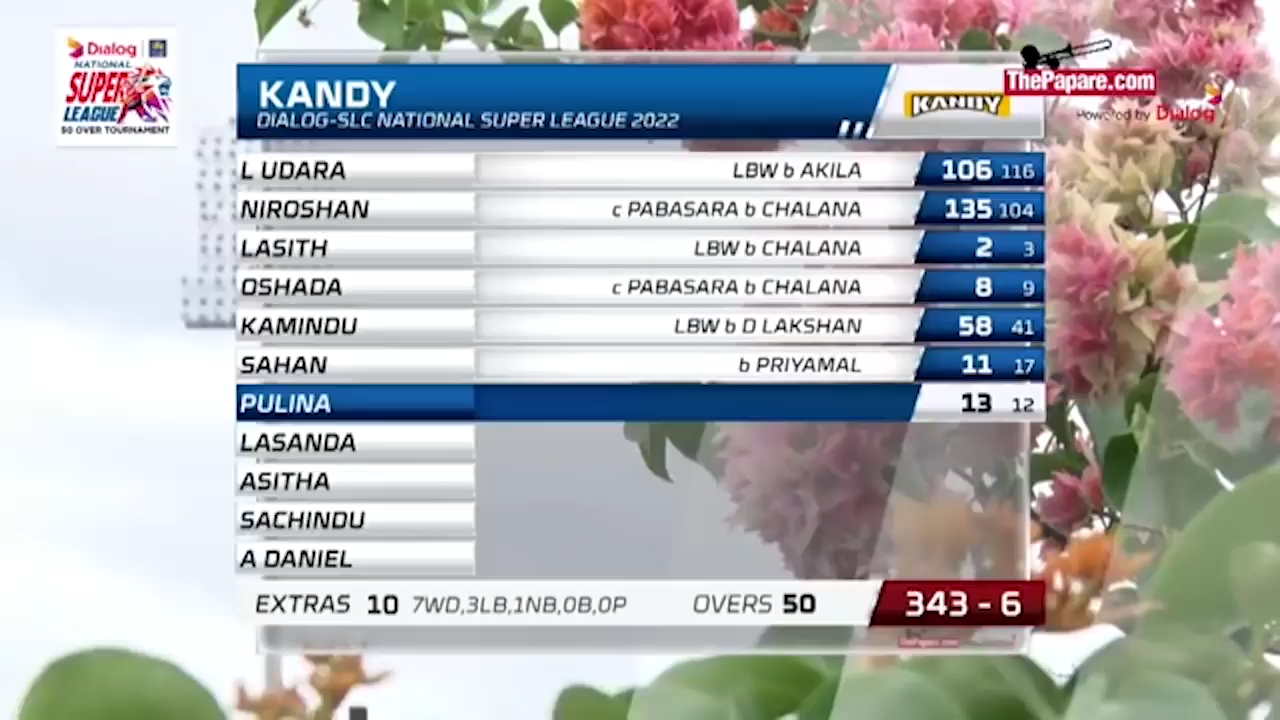 Dialog
NATIONAL
SUPER
LEAGUE
50 OVER TOURNAMENT
KANDY
DIALOG-SLC NATIONAL SUPER LEAGUE 2022
KANDY
ThePapare.com
Powered by Dialog
L UDARA LBW b AKILA 106 116
NIROSHAN c PABASARA b CHALANA 135 104
LASITH LBW b CHALANA 2 3
OSHADA c PABASARA b CHALANA 8 9
KAMINDU LBW b D LAKSHAN 58 41
SAHAN b PRIYAMAL 11 17
PULINA 13 12
LASANDA
ASITHA
SACHINDU
A DANIEL
EXTRAS 10 7WD,3LB,1NB,0B,0P OVERS 50 343 - 6
ThePapare.com